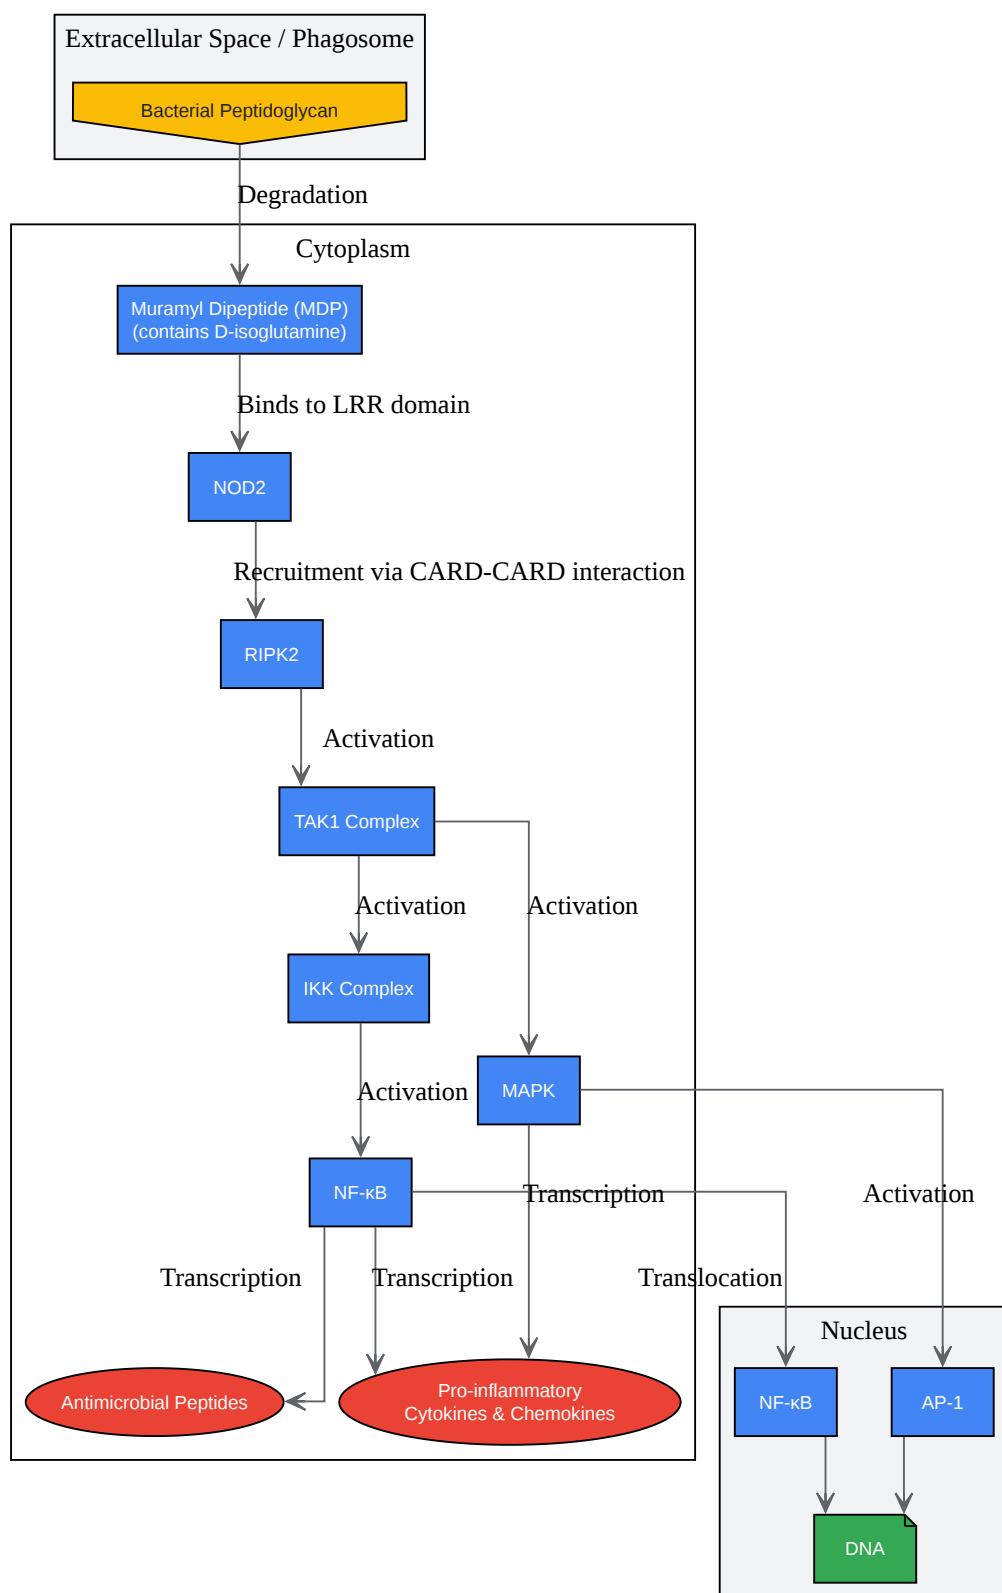 Extracellular Space / Phagosome
Bacterial Peptidoglycan
Degradation
Cytoplasm
Muramyl Dipeptide (MDP)
(contains D-isoglutamine)
Binds to LRR domain
NOD2
Recruitment via CARD-CARD interaction
RIPK2
Activation
TAK1 Complex
Activation
Activation
IKK Complex
MAPK
Activation
NF-κB
Transcription
Activation
Transcription
Transcription
Translocation
Nucleus
Antimicrobial Peptides
Pro-inflammatory
Cytokines & Chemokines
NF-κB
AP-1
DNA